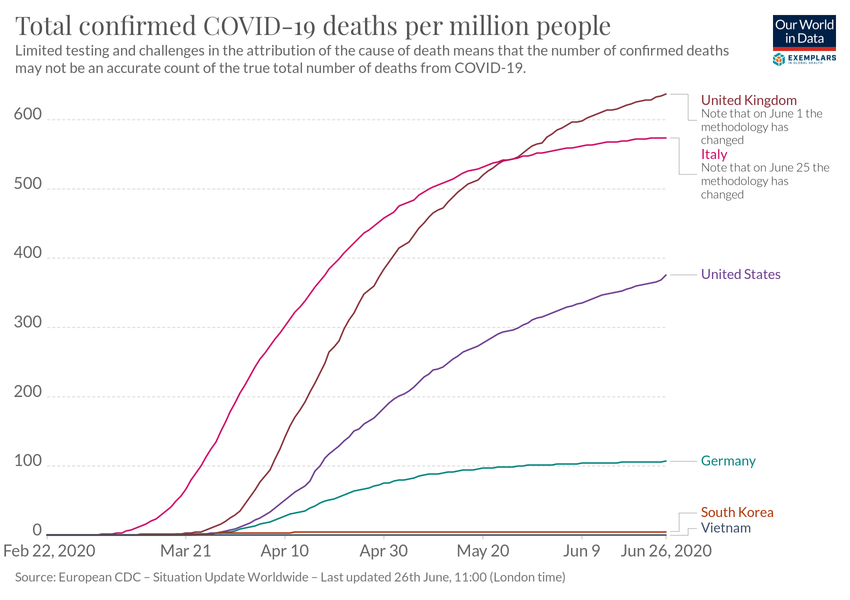 Total confirmed COVID-19 deaths per million people
Limited testing and challenges in the attribution of the cause of death means that the number of confirmed deaths
may not be an accurate count of the true total number of deaths from COVID-19.
Our World
in Data
EXEMPLARS
IN GLOBAL HEALTH
600
500
400
300
200
100
0
United Kingdom
Note that on June 1 the
methodology has
changed
Italy
Note that on June 25 the
methodology has
changed
United States
Germany
South Korea
Vietnam
Feb 22, 2020
Mar 21
Apr 10
Apr 30
May 20
Jun 9
Jun 26, 2020
Source: European CDC – Situation Update Worldwide – Last updated 26th June, 11:00 (London time)